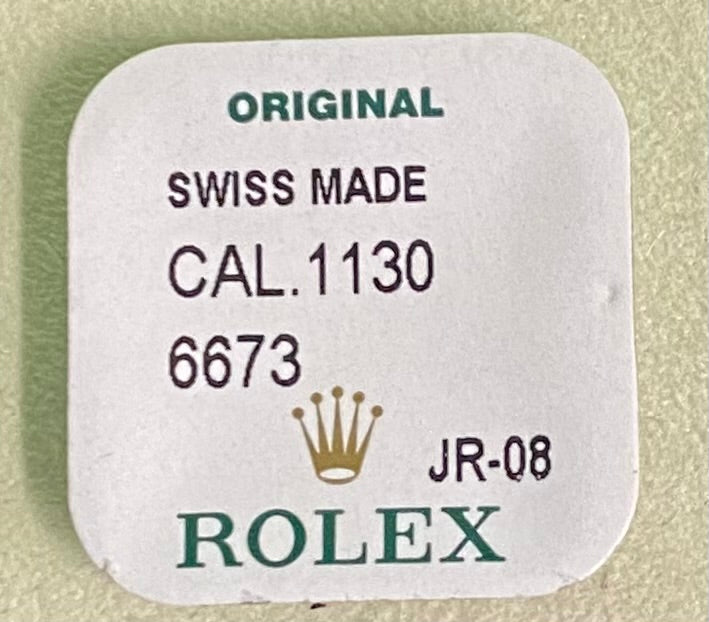 ORIGINAL
SWISS MADE
CAL.1130
6673
JR-08
ROLEX